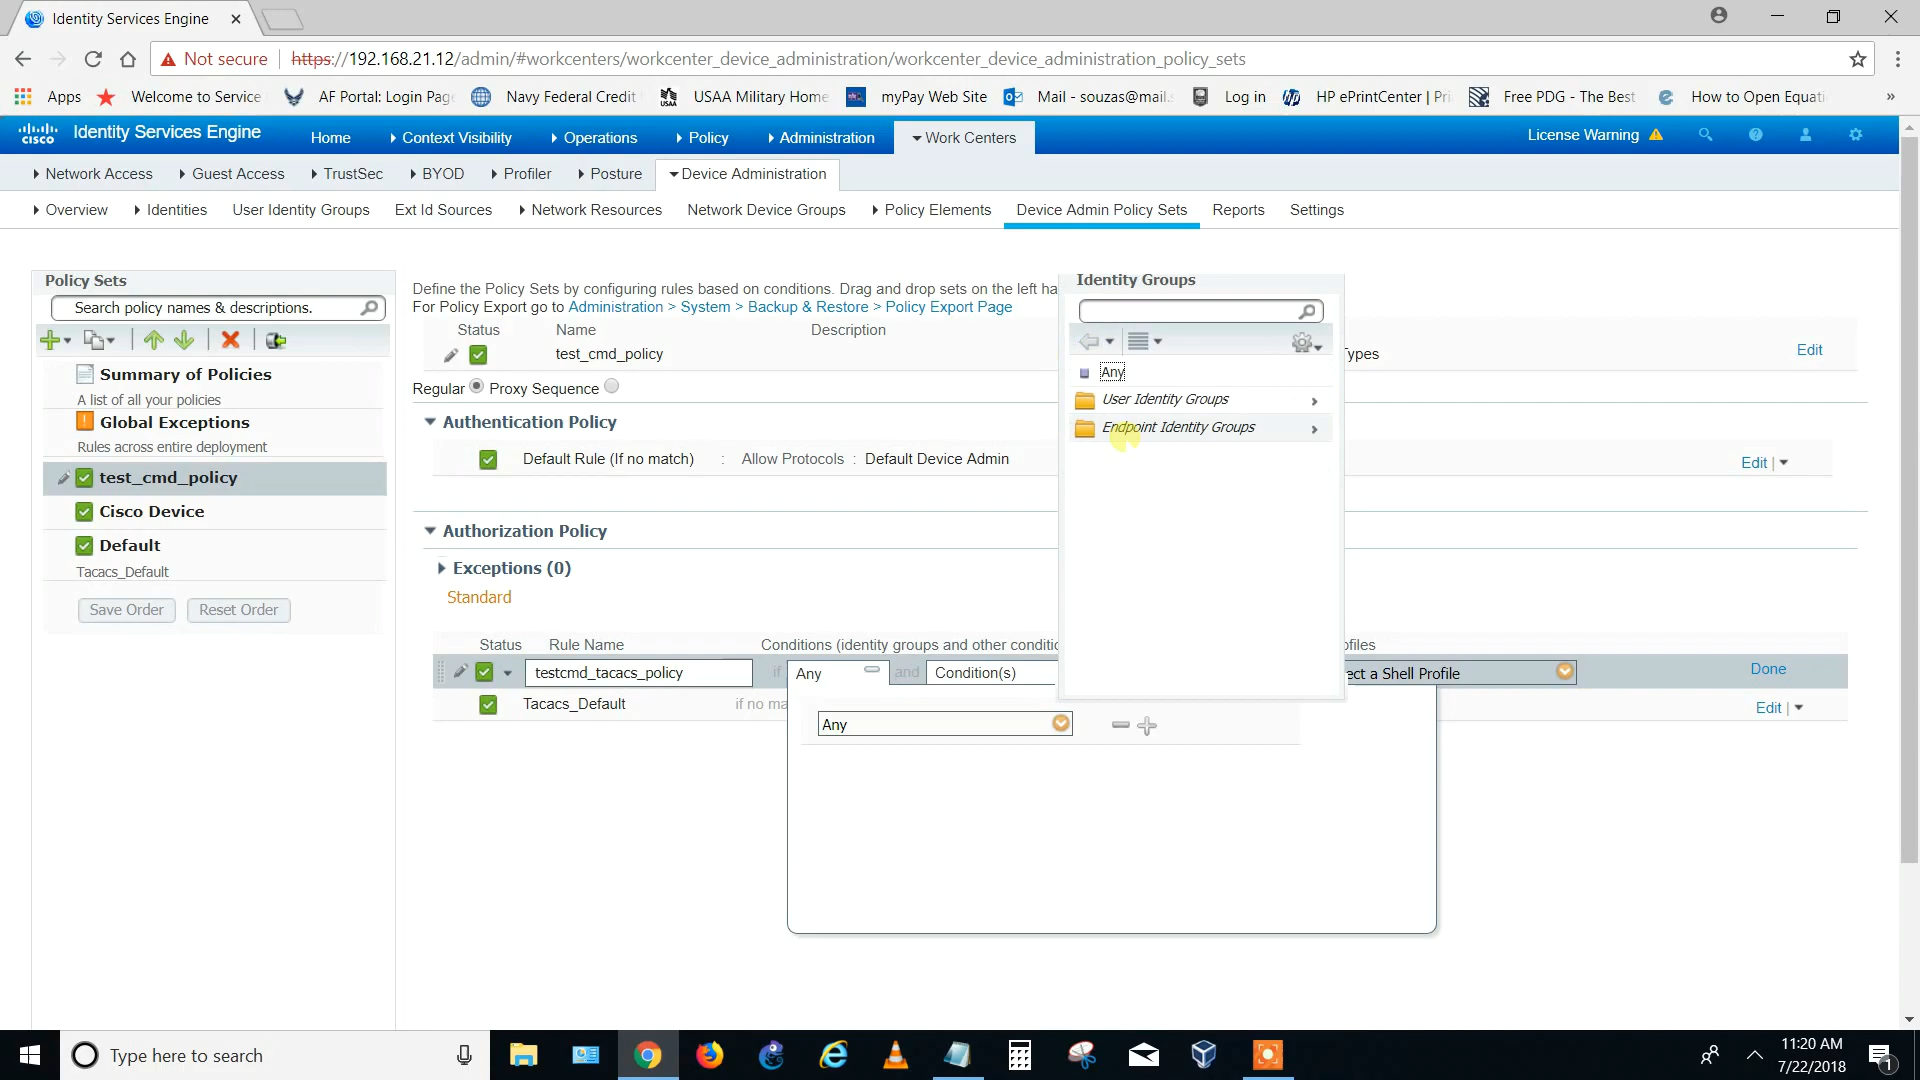 Identity Services Engine
Not secure https://192.168.21.12/admin/#workcenters/workcenter_device_administration/workcenter_device_administration_policy_sets
Apps Welcome to Service AF Portal: Login Pag Navy Federal Credit USAA USAA Military Home myPay Web Site Mail - souzas@mail. Log in HP ePrintCenter | Pri Free PDG - The Best How to Open Equati »
cisco Identity Services Engine Home Context Visibility Operations Policy Administration Work Centers License Warning
Network Access Guest Access TrustSec BYOD Profiler Posture Device Administration
Overview Identities User Identity Groups Ext Id Sources Network Resources Network Device Groups Policy Elements Device Admin Policy Sets Reports Settings
Policy Sets
Search policy names & descriptions.
Summary of Policies
A list of all your policies
Global Exceptions
Rules across entire deployment
test_cmd_policy
Cisco Device
Default
Tacacs_Default
Save Order Reset Order
Define the Policy Sets by configuring rules based on conditions. Drag and drop sets on the left ha
For Policy Export go to Administration > System > Backup & Restore > Policy Export Page
Status Name Description
test_cmd_policy Types Edit
Regular Proxy Sequence
Authentication Policy
Default Rule (If no match) : Allow Protocols : Default Device Admin Edit |
Authorization Policy
Exceptions (0)
Standard
Status Rule Name Conditions (identity groups and other conditio ofiles
testcmd_tacacs_policy if Any and Condition(s) ect a Shell Profile Done
Tacacs_Default if no ma Edit |
Any
Identity Groups
Any
User Identity Groups
Endpoint Identity Groups
Type here to search
11:20 AM
7/22/2018
1